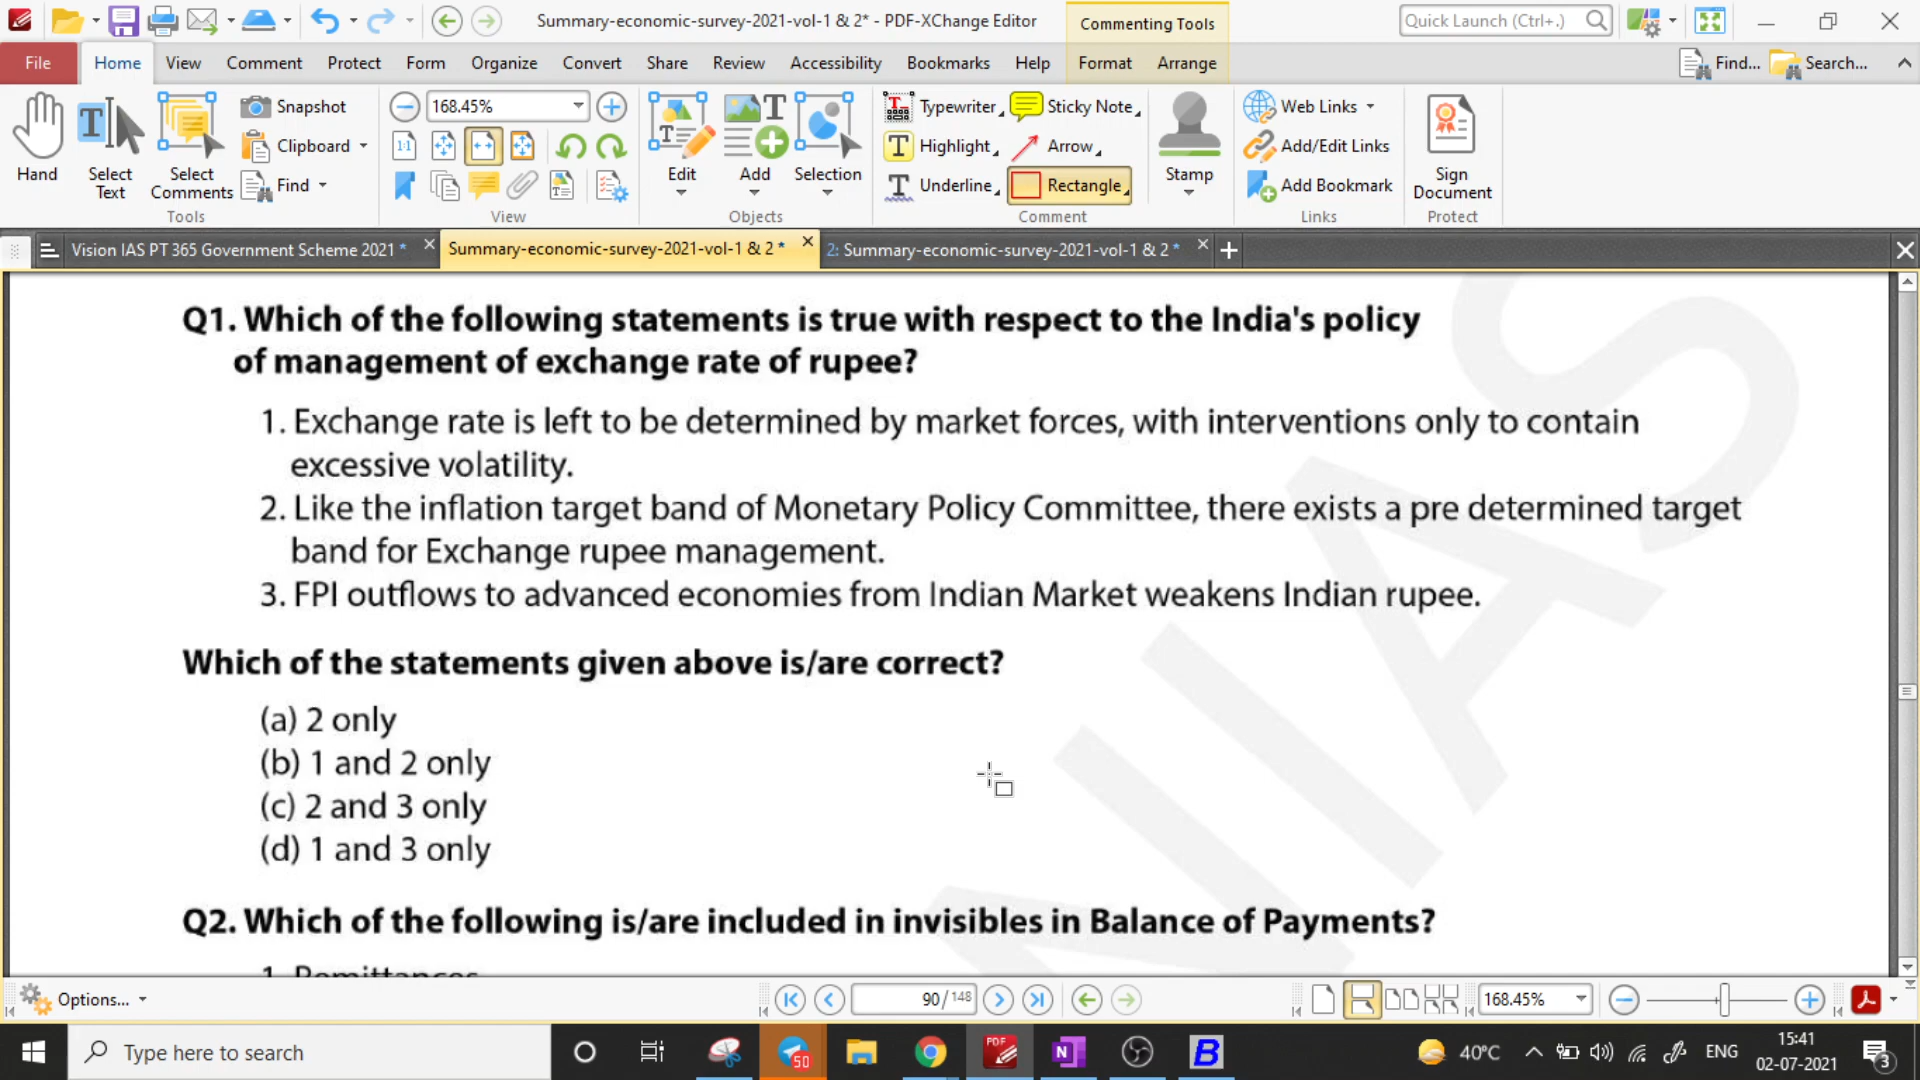 Summary-economic-survey-2021-vol-1 & 2* - PDF-XChange Editor
Commenting Tools
Quick Launch (Ctrl+.)
File Home View Comment Protect Form Organize Convert Share Review Accessibility Bookmarks Help Format Arrange Find... Search...
Snapshot 168.45% Typewriter Sticky Note Web Links
Clipboard Highlight Arrow Add/Edit Links
Hand Select Text Select Comments Find Edit Add Selection Underline Rectangle Stamp Add Bookmark Sign Document
Tools View Objects Comment Links Protect
Vision IAS PT 365 Government Scheme 2021 * Summary-economic-survey-2021-vol-1 & 2 * 2: Summary-economic-survey-2021-vol-1 & 2 *
Q1. Which of the following statements is true with respect to the India's policy
of management of exchange rate of rupee?
1. Exchange rate is left to be determined by market forces, with interventions only to contain
excessive volatility.
2. Like the inflation target band of Monetary Policy Committee, there exists a pre determined target
band for Exchange rupee management.
3. FPI outflows to advanced economies from Indian Market weakens Indian rupee.
Which of the statements given above is/are correct?
(a) 2 only
(b) 1 and 2 only
(c) 2 and 3 only
(d) 1 and 3 only
Q2. Which of the following is/are included in invisibles in Balance of Payments?
1. Remittances
NIAS
Options... 90 / 148 168.45%
Type here to search 50 PDF 40°C ENG 15:41
02-07-2021 3